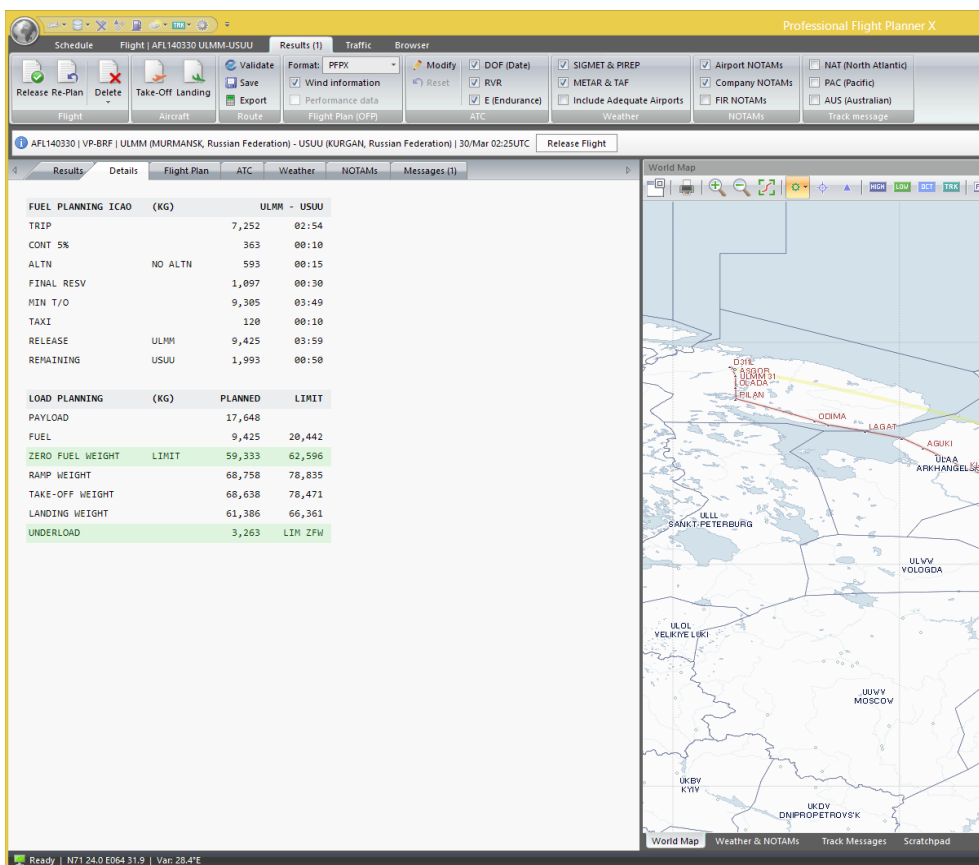 Professional Flight Planner X
Schedule Flight | AFL140330 ULMM-USUU Results (1) Traffic Browser
Release Re-Plan Delete Take-Off Landing
Validate
Save
Export
Format: PFPX
Wind information
Performance data
Modify
Reset
DOF (Date)
RVR
E (Endurance)
SIGMET & PIREP
METAR & TAF
Include Adequate Airports
Airport NOTAMs
Company NOTAMs
FIR NOTAMs
NAT (North Atlantic)
PAC (Pacific)
AUS (Australian)
Flight Aircraft Route Flight Plan (OFP) ATC Weather NOTAMs Track message
AFL140330 | VP-BRF | ULMM (MURMANSK, Russian Federation) - USUU (KURGAN, Russian Federation) | 30/Mar 02:25UTC Release Flight
Results Details Flight Plan ATC Weather NOTAMs Messages (1)
FUEL PLANNING ICAO (KG) ULMM - USUU
TRIP 7,252 02:54
CONT 5% 363 00:10
ALTN NO ALTN 593 00:15
FINAL RESV 1,097 00:30
MIN T/O 9,305 03:49
TAXI 120 00:10
RELEASE ULMM 9,425 03:59
REMAINING USUU 1,993 00:50
LOAD PLANNING (KG) PLANNED LIMIT
PAYLOAD 17,648
FUEL 9,425 20,442
ZERO FUEL WEIGHT LIMIT 59,333 62,596
RAMP WEIGHT 68,758 78,835
TAKE-OFF WEIGHT 68,638 78,471
LANDING WEIGHT 61,386 66,361
UNDERLOAD 3,263 LIM ZFW
World Map
HIGH LOW DCT TRK
D311L
ASGOR
ULMM 31
LOLADA
PILAN
ODIMA
LAGAT
AGUKI
ULAA
ARKHANGELS
ULLL
SANKT-PETERBURG
ULWW
VOLOGDA
ULOL
VELIKIYE LUKI
UUWV
MOSCOW
UKBV
KYIV
UKDV
DNIPROPETROVS'K
World Map Weather & NOTAMs Track Messages Scratchpad
Ready | N71 24.0 E064 31.9 | Var: 28.4°E